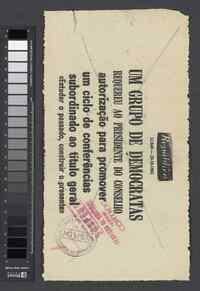 República
UM GRUPO DE DEMOCRATAS
REQUEREU AO PRESIDENTE DO CONSELHO
autorização para promover
um ciclo de conferências
subordinado ao título geral
«Estudar o passado, construir o presente»